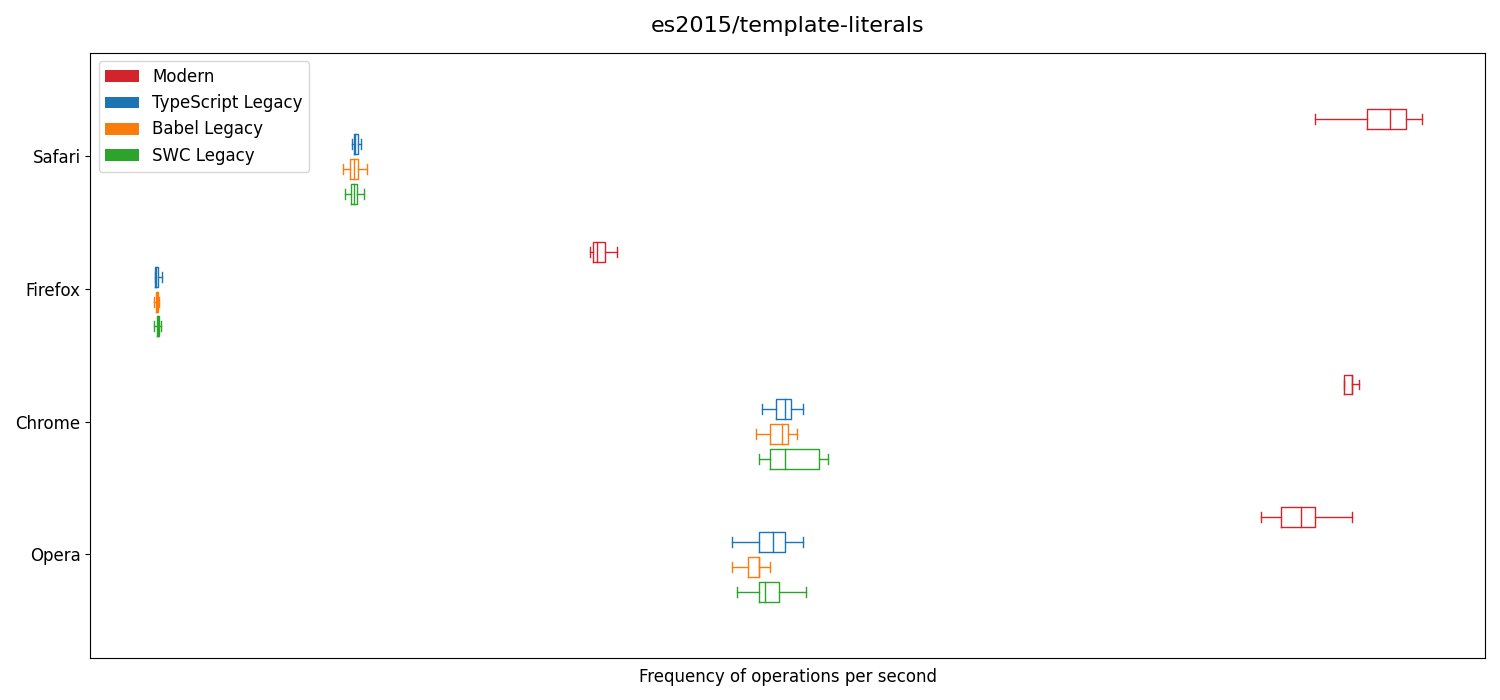 es2015/template-literals
Modern
TypeScript Legacy
Babel Legacy
SWC Legacy
Safari
Firefox
Chrome
Opera
Frequency of operations per second